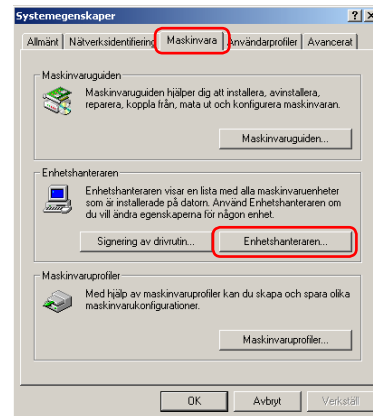 Systemegenskaper
Allmänt Nätverksidentifiering Maskinvara Användarprofiler Avancerat
Maskinvaruguiden
Maskinvaruguiden hjälper dig att installera, avinstallera,
reparera, koppla från, mata ut och konfigurera maskinvaran.
Maskinvaruguiden...
Enhetshanteraren
Enhetshanteraren visar en lista med alla maskinvaruenheter
som är installerade på datorn. Använd Enhetshanteraren om
du vill ändra egenskaperna för någon enhet.
Signering av drivrutin... Enhetshanteraren...
Maskinvaruprofiler
Med hjälp av maskinvaruprofiler kan du skapa och spara olika
maskinvarukonfigurationer.
Maskinvaruprofiler...
OK Avbryt Verkställ